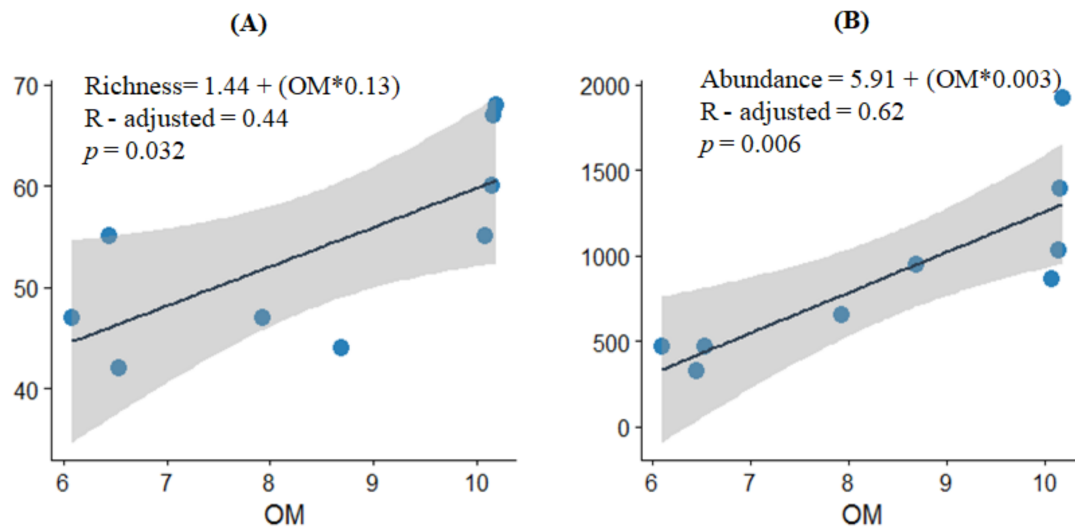 (A)
Richness= 1.44 + (OM*0.13)
R - adjusted = 0.44
p = 0.032
70
60
50
40
6 7 8 9 10
OM
(B)
Abundance = 5.91 + (OM*0.003)
R - adjusted = 0.62
p = 0.006
2000
1500
1000
500
0
6 7 8 9 10
OM